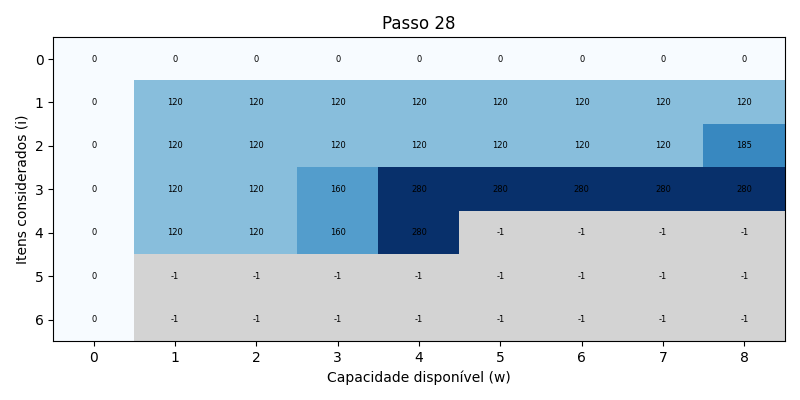 Passo 28
Itens considerados (i)
0 0 0 0 0 0 0 0 0 0
1 0 120 120 120 120 120 120 120 120
2 0 120 120 120 120 120 120 120 185
3 0 120 120 160 280 280 280 280 280
4 0 120 120 160 280 -1 -1 -1 -1
5 0 -1 -1 -1 -1 -1 -1 -1 -1
6 0 -1 -1 -1 -1 -1 -1 -1 -1
0 1 2 3 4 5 6 7 8
Capacidade disponível (w)